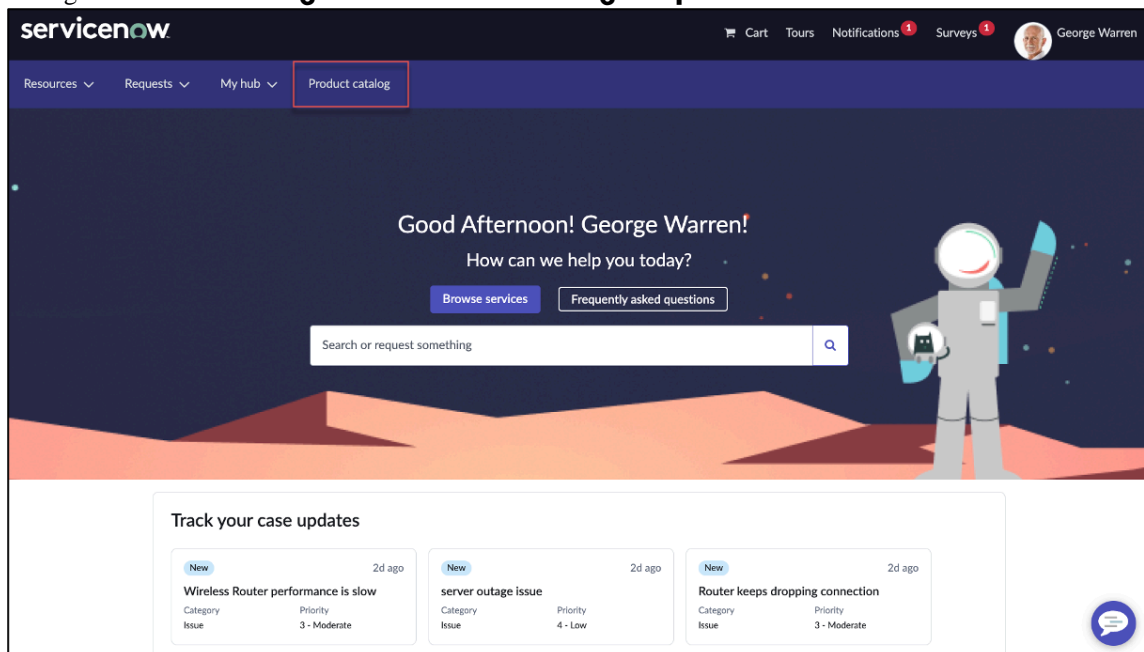 servicenow
Cart Tours Notifications 1 Surveys 1 George Warren
Resources Requests My hub Product catalog
Good Afternoon! George Warren!
How can we help you today?
Browse services Frequently asked questions
Search or request something
Track your case updates
New 2d ago New 2d ago New 2d ago
Wireless Router performance is slow server outage issue Router keeps dropping connection
Category Priority Category Priority Category Priority
Issue 3 - Moderate Issue 4 - Low Issue 3 - Moderate